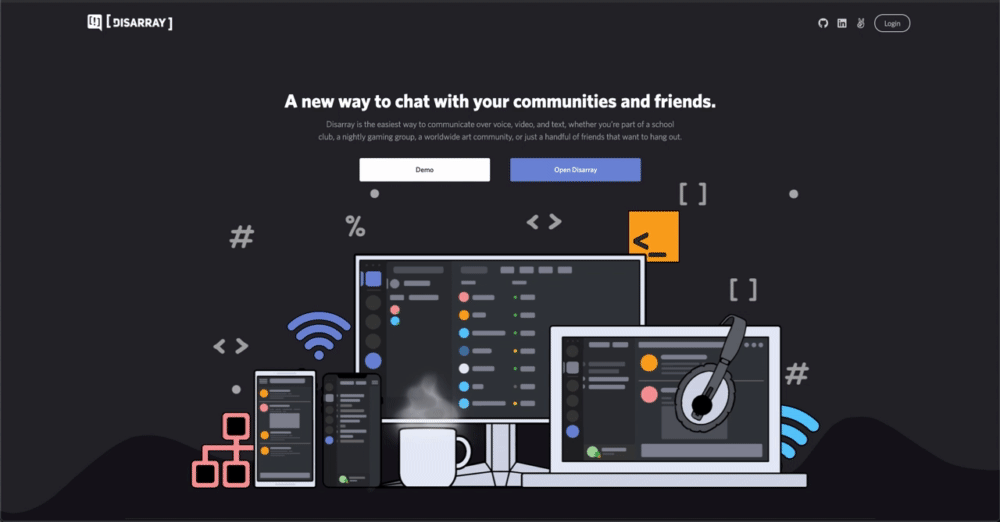 [ DISARRAY ]
Login
A new way to chat with your communities and friends.
Disarray is the easiest way to communicate over voice, video, and text, whether you're part of a school
club, a nightly gaming group, a worldwide art community, or just a handful of friends that want to hang out.
Demo
Open Disarray
[ ]
#
%
< >
<_
[ ]
< >
#